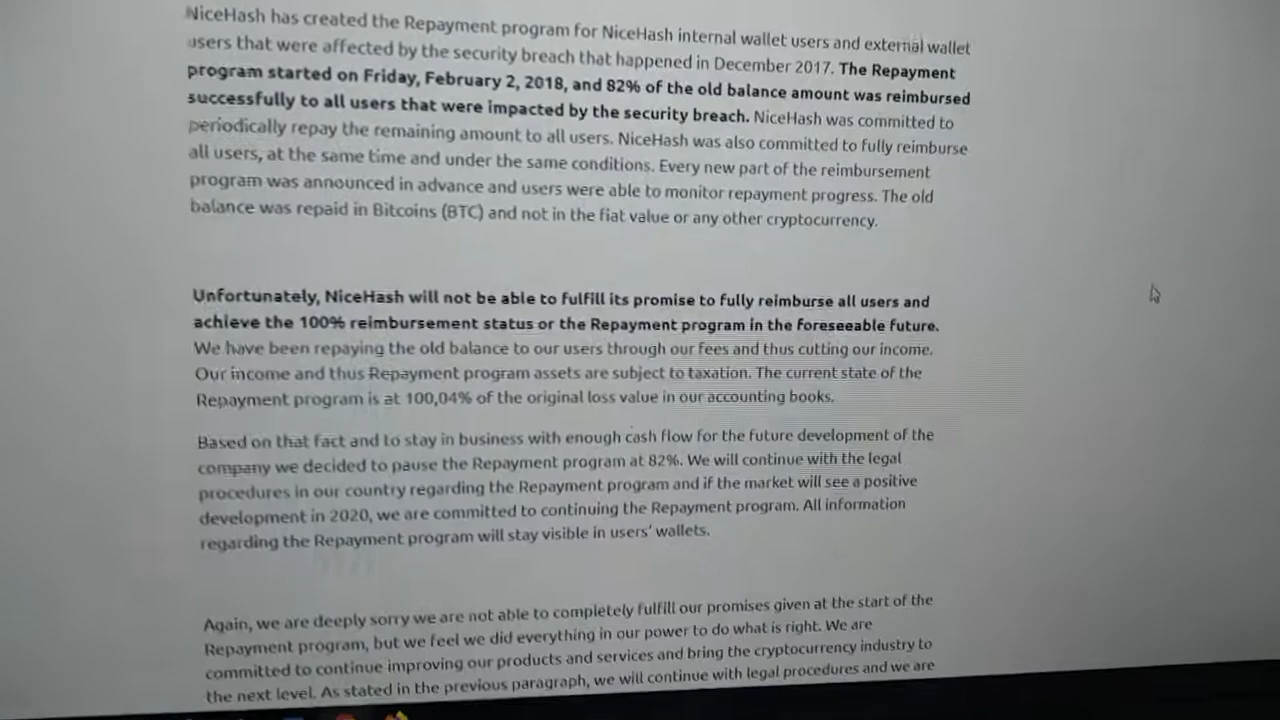 NiceHash has created the Repayment program for NiceHash internal wallet users and external wallet
users that were affected by the security breach that happened in December 2017. The Repayment
program started on Friday, February 2, 2018, and 82% of the old balance amount was reimbursed
successfully to all users that were impacted by the security breach. NiceHash was committed to
periodically repay the remaining amount to all users. NiceHash was also committed to fully reimburse
all users, at the same time and under the same conditions. Every new part of the reimbursement
program was announced in advance and users were able to monitor repayment progress. The old
balance was repaid in Bitcoins (BTC) and not in the fiat value or any other cryptocurrency.
Unfortunately, NiceHash will not be able to fulfill its promise to fully reimburse all users and
achieve the 100% reimbursement status or the Repayment program in the foreseeable future.
We have been repaying the old balance to our users through our fees and thus cutting our income.
Our income and thus Repayment program assets are subject to taxation. The current state of the
Repayment program is at 100,04% of the original loss value in our accounting books.
Based on that fact and to stay in business with enough cash flow for the future development of the
company we decided to pause the Repayment program at 82%. We will continue with the legal
procedures in our country regarding the Repayment program and if the market will see a positive
development in 2020, we are committed to continuing the Repayment program. All information
regarding the Repayment program will stay visible in users' wallets.
Again, we are deeply sorry we are not able to completely fulfill our promises given at the start of the
Repayment program, but we feel we did everything in our power to do what is right. We are
committed to continue improving our products and services and bring the cryptocurrency industry to
the next level. As stated in the previous paragraph, we will continue with legal procedures and we are